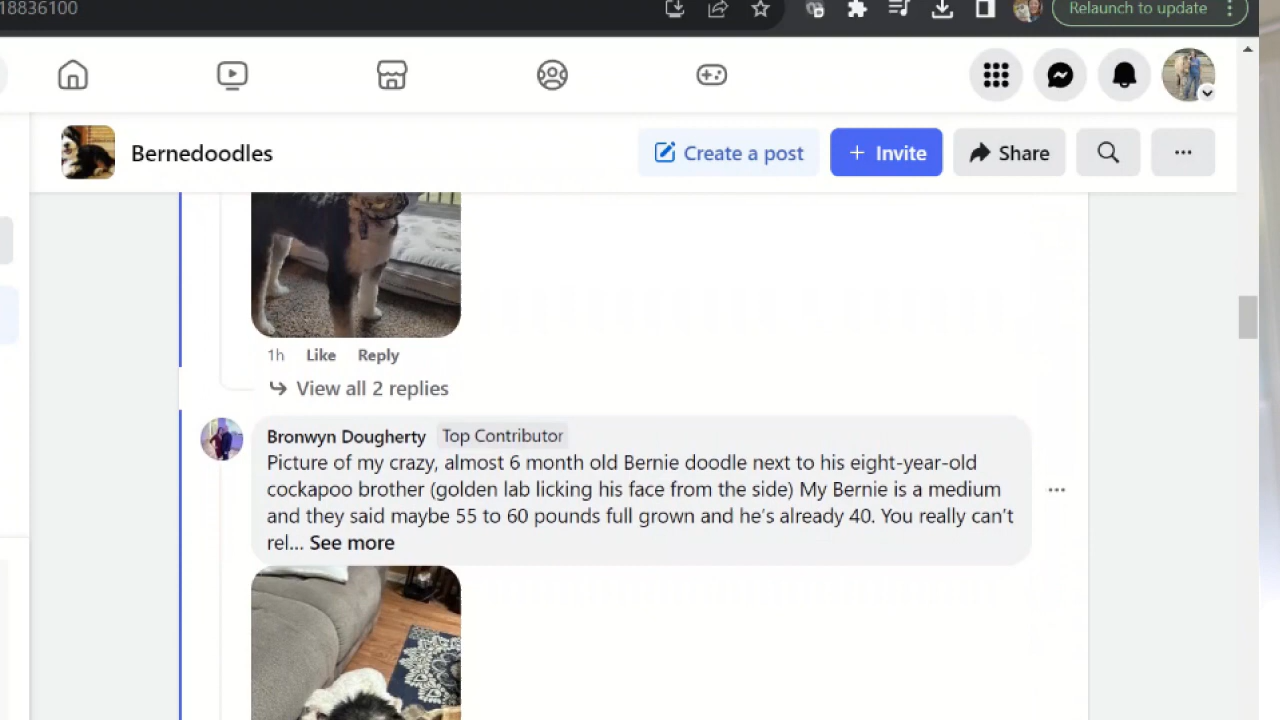 18836100
Relaunch to update
Bernedoodles
Create a post
+ Invite
Share
1h Like Reply
View all 2 replies
Bronwyn Dougherty Top Contributor
Picture of my crazy, almost 6 month old Bernie doodle next to his eight-year-old
cockapoo brother (golden lab licking his face from the side) My Bernie is a medium
and they said maybe 55 to 60 pounds full grown and he's already 40. You really can't
rel... See more